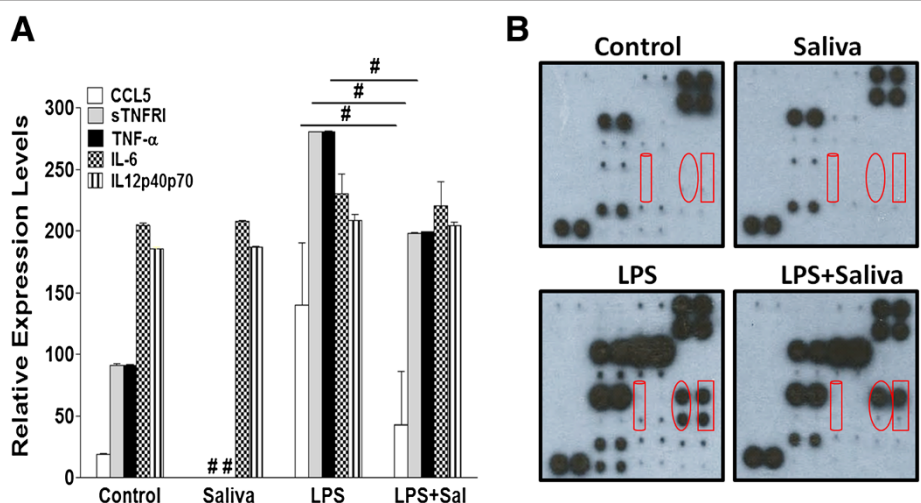 A
B
# 
#
#
CCL5
sTNFRI
TNF-α
IL-6
IL12p40p70
Relative Expression Levels
300
250
200
150
100
50
0
##
Control
Saliva
LPS
LPS+Sal
Control
Saliva
LPS
LPS+Saliva